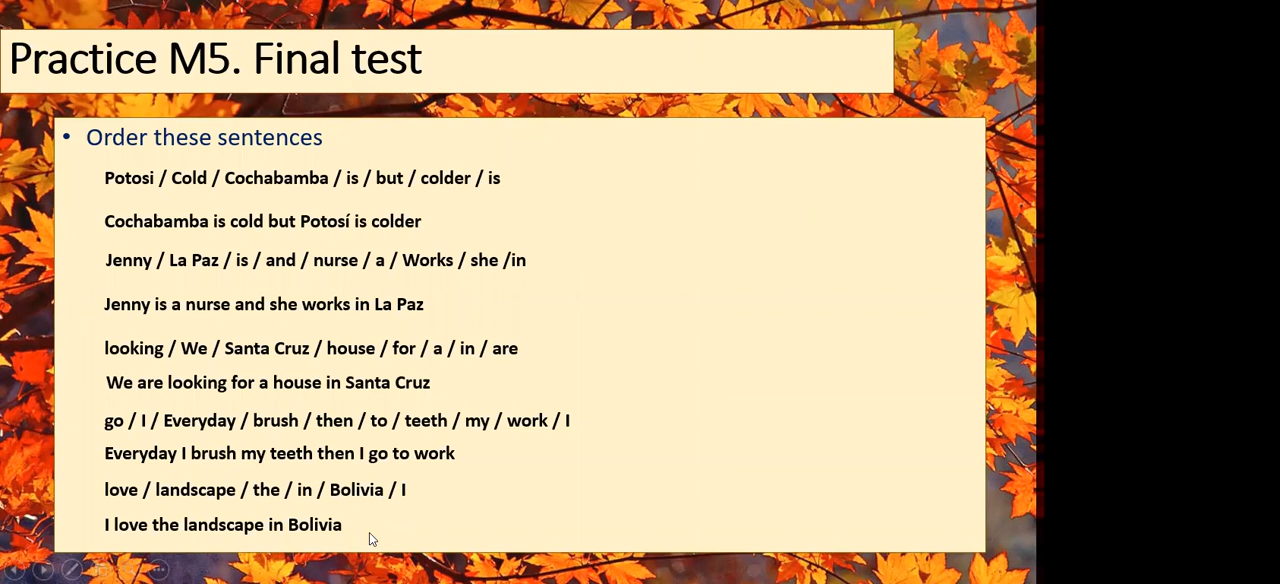 Practice M5. Final test
• Order these sentences
Potosi / Cold / Cochabamba / is / but / colder / is
Cochabamba is cold but Potosí is colder
Jenny / La Paz / is / and / nurse / a / Works / she /in
Jenny is a nurse and she works in La Paz
looking / We / Santa Cruz / house / for / a / in / are
We are looking for a house in Santa Cruz
go / I / Everyday / brush / then / to / teeth / my / work / I
Everyday I brush my teeth then I go to work
love / landscape / the / in / Bolivia / I
I love the landscape in Bolivia